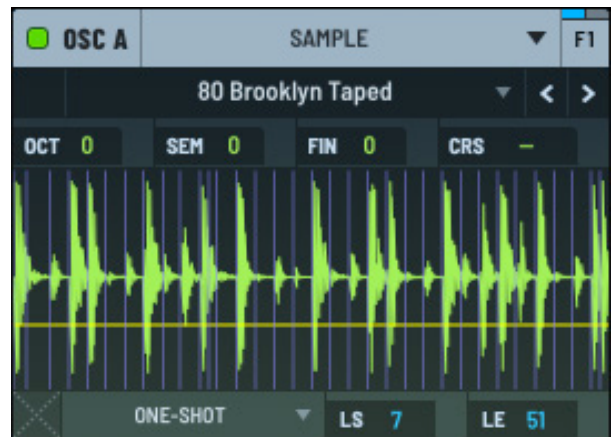 OSC A SAMPLE F1
80 Brooklyn Taped < >
OCT 0 SEM 0 FIN 0 CRS –
ONE-SHOT LS 7 LE 51